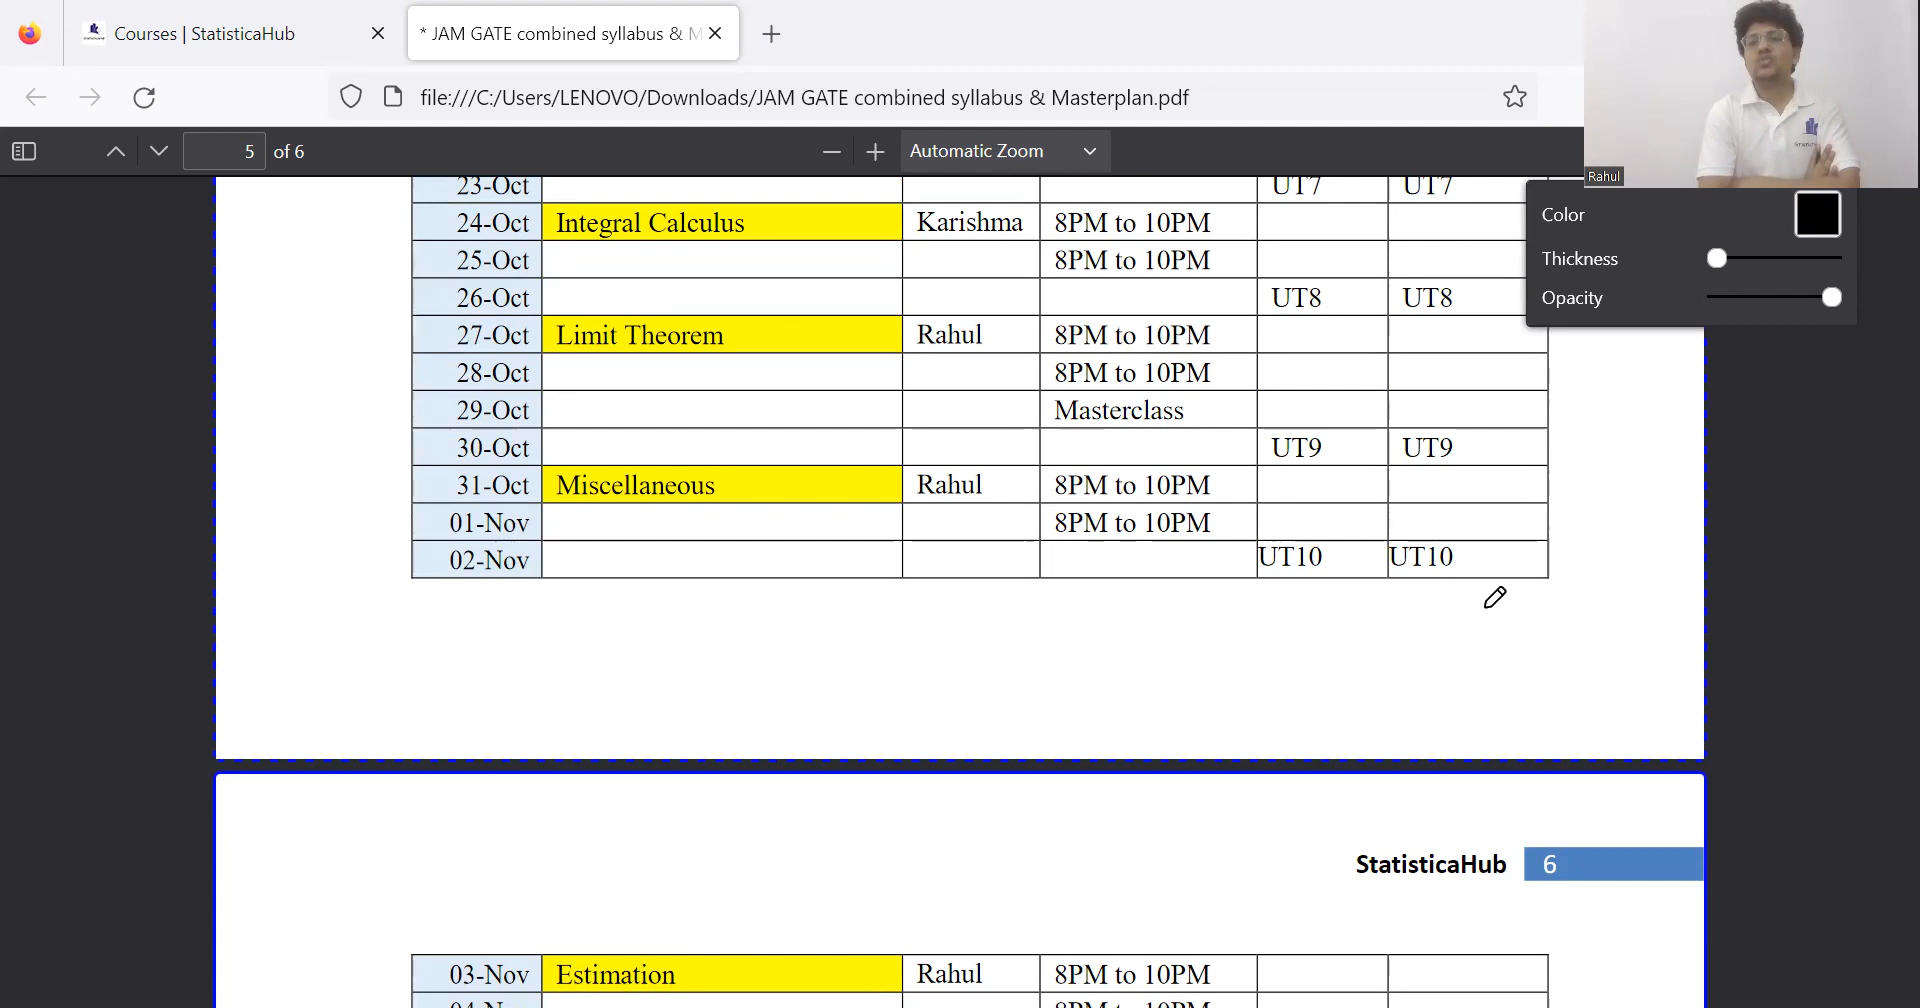 Courses | StatisticaHub
* JAM GATE combined syllabus & M
file:///C:/Users/LENOVO/Downloads/JAM GATE combined syllabus & Masterplan.pdf
5 of 6
Automatic Zoom
Rahul
Color
Thickness
Opacity
23-Oct UT7 UT7
24-Oct Integral Calculus Karishma 8PM to 10PM
25-Oct 8PM to 10PM
26-Oct UT8 UT8
27-Oct Limit Theorem Rahul 8PM to 10PM
28-Oct 8PM to 10PM
29-Oct Masterclass
30-Oct UT9 UT9
31-Oct Miscellaneous Rahul 8PM to 10PM
01-Nov 8PM to 10PM
02-Nov UT10 UT10
StatisticaHub 6
03-Nov Estimation Rahul 8PM to 10PM